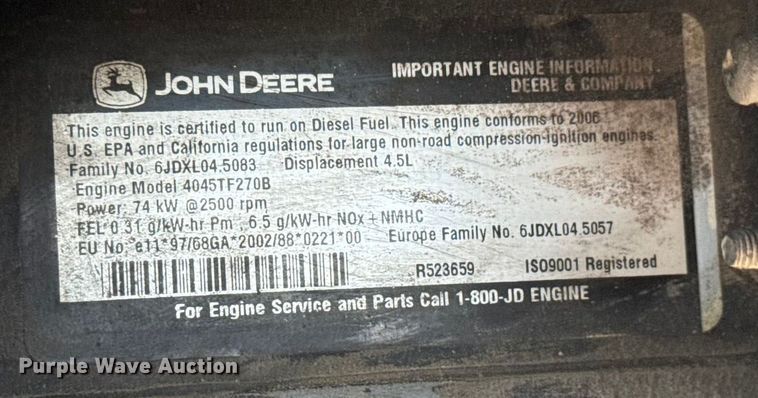 JOHN DEERE
IMPORTANT ENGINE INFORMATION
DEERE & COMPANY
This engine is certified to run on Diesel Fuel. This engine conforms to 2006
U.S. EPA and California regulations for large non-road compression-ignition engines.
Family No. 6JDXL04.5083 Displacement 4.5L
Engine Model 4045TF270B
Power: 74 kW @2500 rpm
FEL 0.31 g/kW-hr Pm , 6.5 g/kW-hr NOx + NMHC
EU No. e11*97/68GA*2002/88*0221*00 Europe Family No. 6JDXL04.5057
R523659 ISO9001 Registered
For Engine Service and Parts Call 1-800-JD ENGINE
Purple Wave Auction